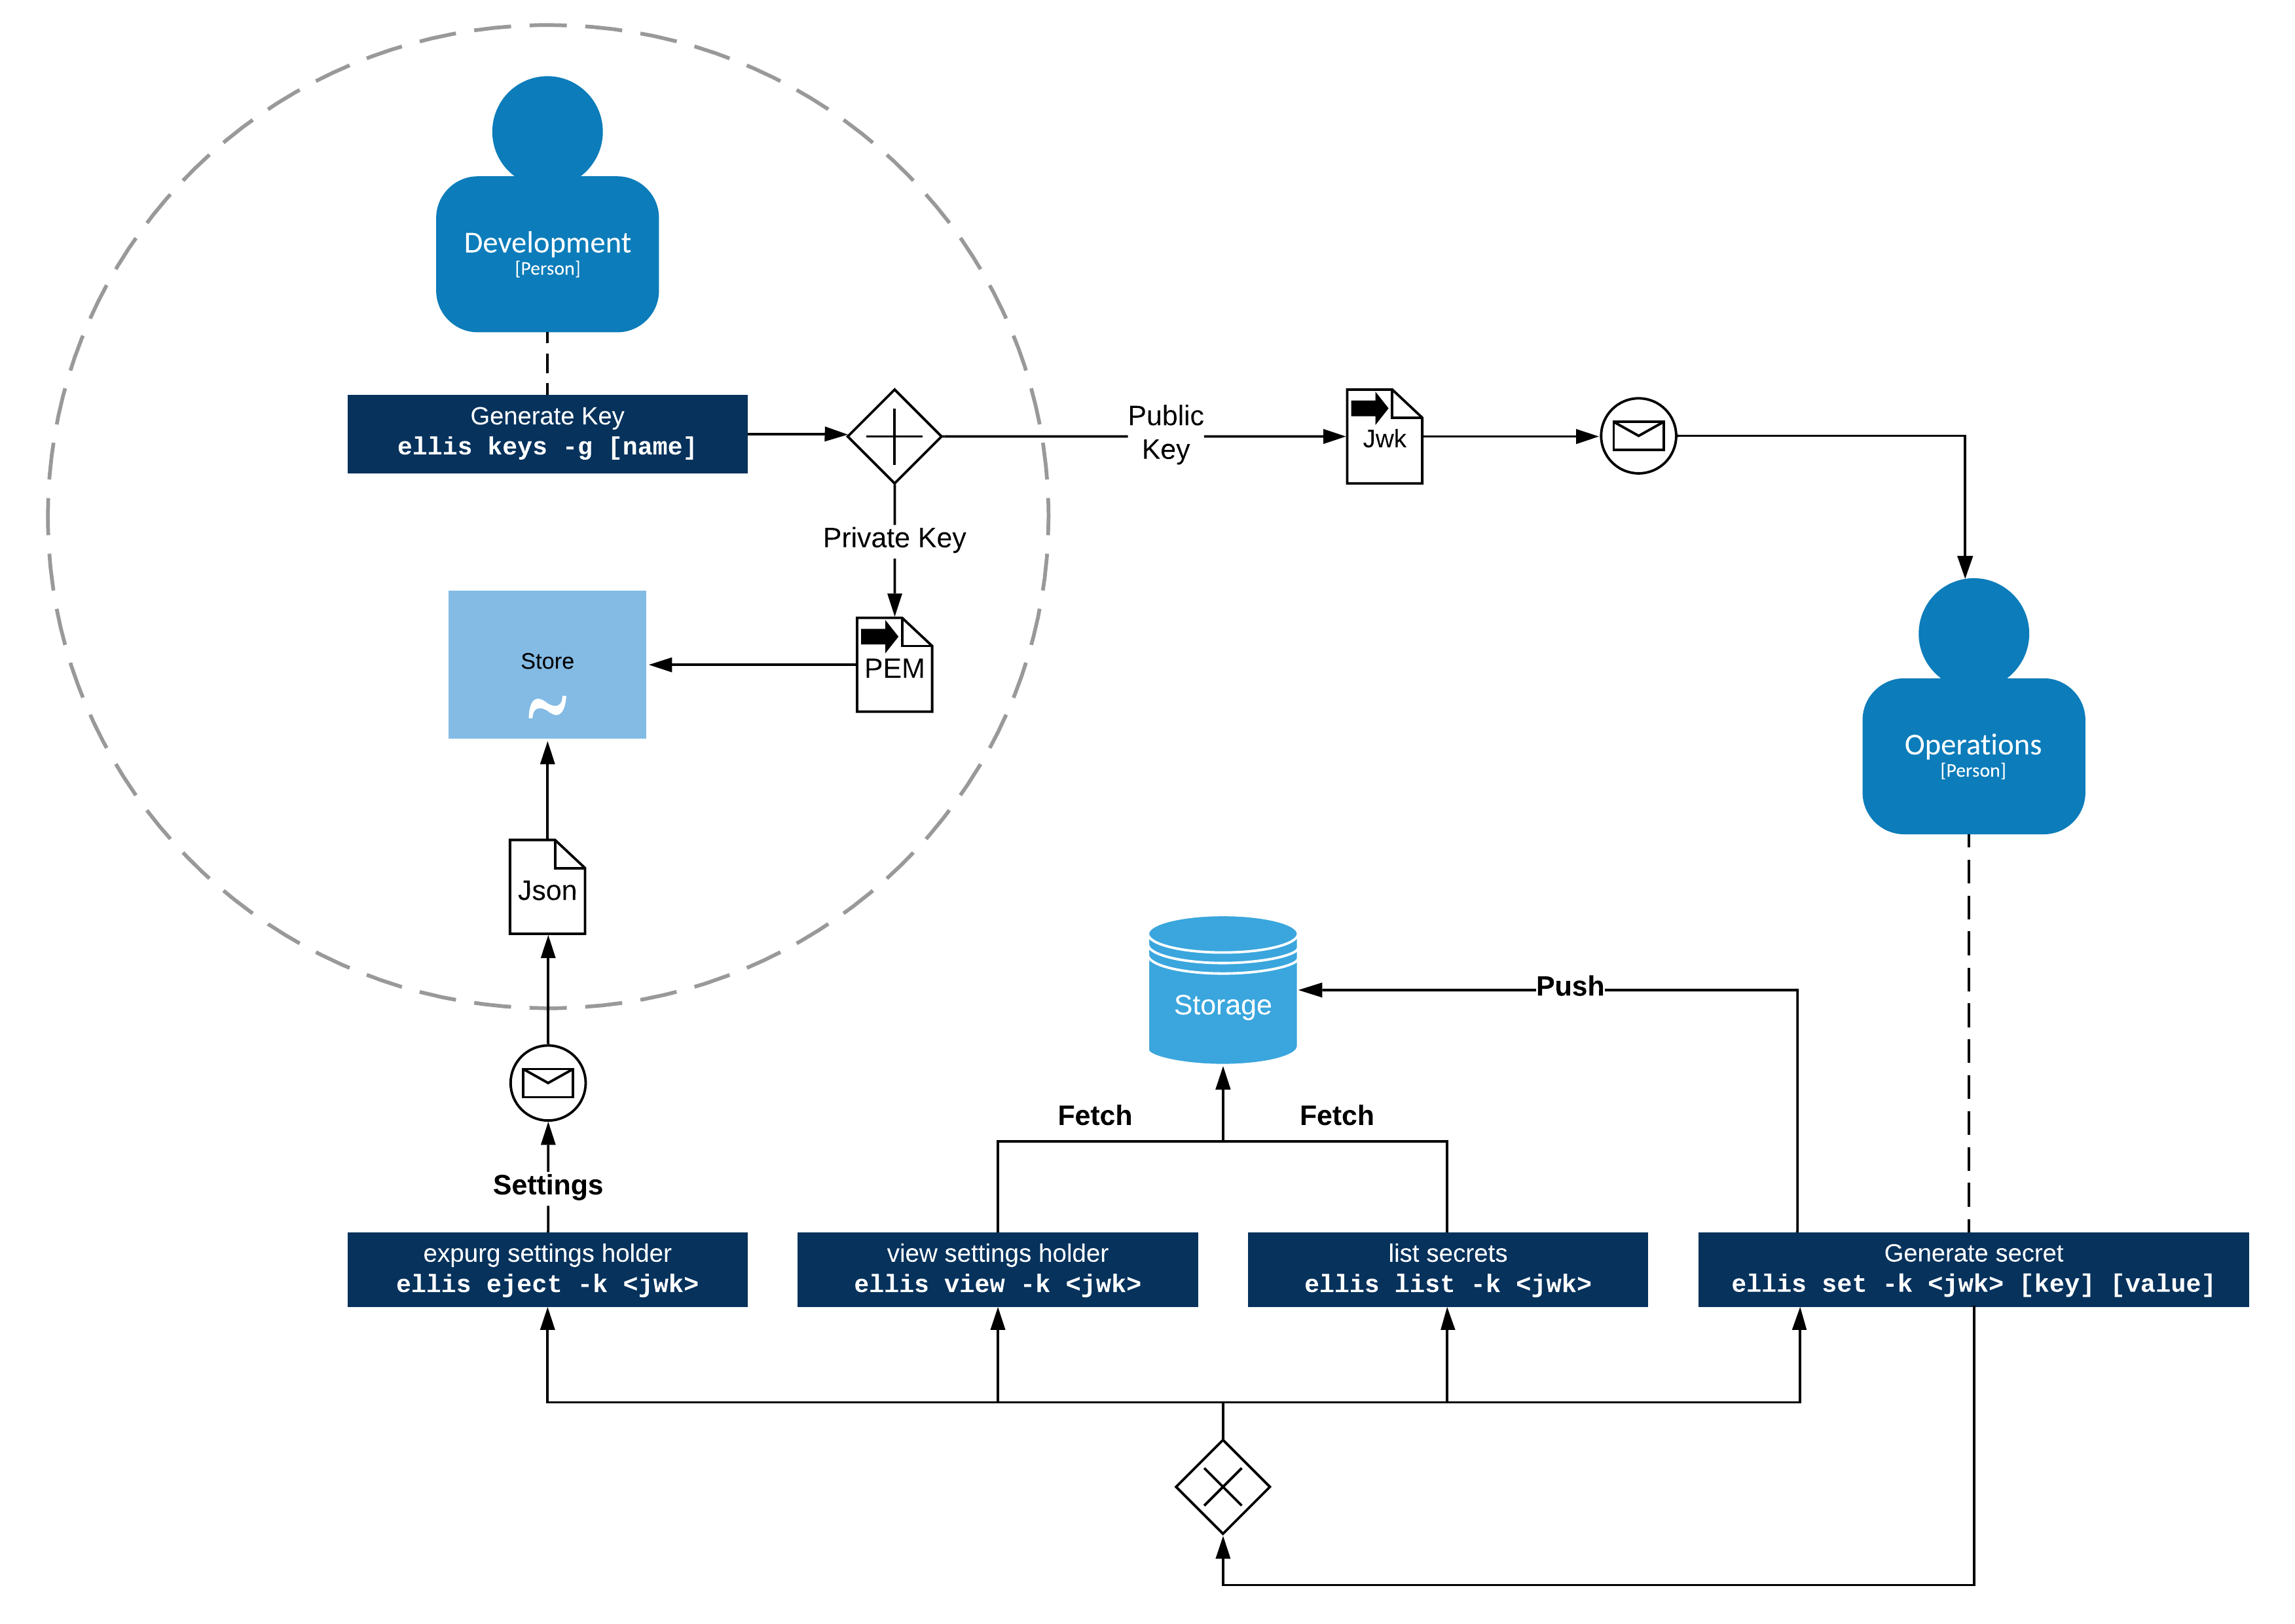 Development
[Person]
Generate Key
ellis keys -g [name]
Public
Key
Jwk
Private Key
PEM
Store
~
Operations
[Person]
Json
Storage
Push
Fetch
Fetch
Settings
expurg settings holder
ellis eject -k <jwk>
view settings holder
ellis view -k <jwk>
list secrets
ellis list -k <jwk>
Generate secret
ellis set -k <jwk> [key] [value]